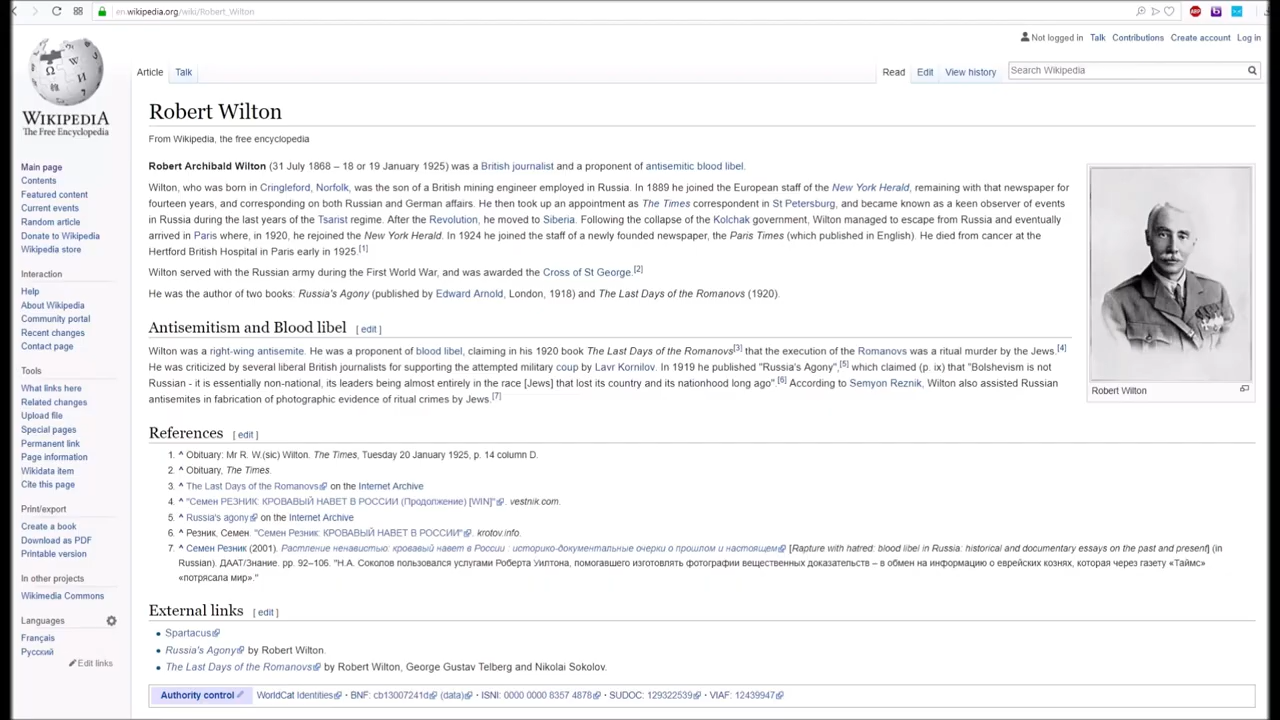 en.wikipedia.org/wiki/Robert_Wilton
Not logged in Talk Contributions Create account Log in
Article Talk Read Edit View history Search Wikipedia
WIKIPEDIA
The Free Encyclopedia
Main page
Contents
Featured content
Current events
Random article
Donate to Wikipedia
Wikipedia store
Interaction
Help
About Wikipedia
Community portal
Recent changes
Contact page
Tools
What links here
Related changes
Upload file
Special pages
Permanent link
Page information
Wikidata item
Cite this page
Print/export
Create a book
Download as PDF
Printable version
In other projects
Wikimedia Commons
Languages
Français
Русский
Edit links
Robert Wilton
From Wikipedia, the free encyclopedia
Robert Archibald Wilton (31 July 1868 – 18 or 19 January 1925) was a British journalist and a proponent of antisemitic blood libel.
Wilton, who was born in Cringleford, Norfolk, was the son of a British mining engineer employed in Russia. In 1889 he joined the European staff of the New York Herald, remaining with that newspaper for
fourteen years, and corresponding on both Russian and German affairs. He then took up an appointment as The Times correspondent in St Petersburg, and became known as a keen observer of events
in Russia during the last years of the Tsarist regime. After the Revolution, he moved to Siberia. Following the collapse of the Kolchak government, Wilton managed to escape from Russia and eventually
arrived in Paris where, in 1920, he rejoined the New York Herald. In 1924 he joined the staff of a newly founded newspaper, the Paris Times (which published in English). He died from cancer at the
Hertford British Hospital in Paris early in 1925.[1]
Wilton served with the Russian army during the First World War, and was awarded the Cross of St George.[2]
He was the author of two books: Russia's Agony (published by Edward Arnold, London, 1918) and The Last Days of the Romanovs (1920).
Robert Wilton
Antisemitism and Blood libel [ edit ]
Wilton was a right-wing antisemite. He was a proponent of blood libel, claiming in his 1920 book The Last Days of the Romanovs[3] that the execution of the Romanovs was a ritual murder by the Jews.[4]
He was criticized by several liberal British journalists for supporting the attempted military coup by Lavr Kornilov. In 1919 he published "Russia's Agony",[5] which claimed (p. ix) that "Bolshevism is not
Russian - it is essentially non-national, its leaders being almost entirely in the race [Jews] that lost its country and its nationhood long ago" [6] According to Semyon Reznik, Wilton also assisted Russian
antisemites in fabrication of photographic evidence of ritual crimes by Jews.[7]
References [ edit ]
1. ^ Obituary: Mr R. W.(sic) Wilton. The Times, Tuesday 20 January 1925, p. 14 column D.
2. ^ Obituary, The Times.
3. ^ The Last Days of the Romanovs on the Internet Archive
4. ^ "Семен РЕЗНИК: КРОВАВЫЙ НАВЕТ В РОССИИ (Продолжение) [WIN]". vestnik.com.
5. ^ Russia's agony on the Internet Archive
6. ^ Резник, Семен. "Семен Резник: КРОВАВЫЙ НАВЕТ В РОССИИ". krotov.info.
7. ^ Семен Резник (2001). Растление ненавистью: кровавый навет в России : историко-документальные очерки о прошлом и настоящем [Rapture with hatred: blood libel in Russia: historical and documentary essays on the past and present] (in
Russian). ДААТ/Знание. pp. 92–106. "Н.А. Соколов пользовался услугами Роберта Уилтона, помогавшего изготовлять фотографии вещественных доказательств – в обмен на информацию о еврейских кознях, которая через газету «Таймс»
«потрясала мир»."
External links [ edit ]
• Spartacus
• Russia's Agony by Robert Wilton.
• The Last Days of the Romanovs by Robert Wilton, George Gustav Telberg and Nikolai Sokolov.
Authority control WorldCat Identities · BNF: cb13007241d (data) · ISNI: 0000 0000 8357 4878 · SUDOC: 129322539 · VIAF: 12439947